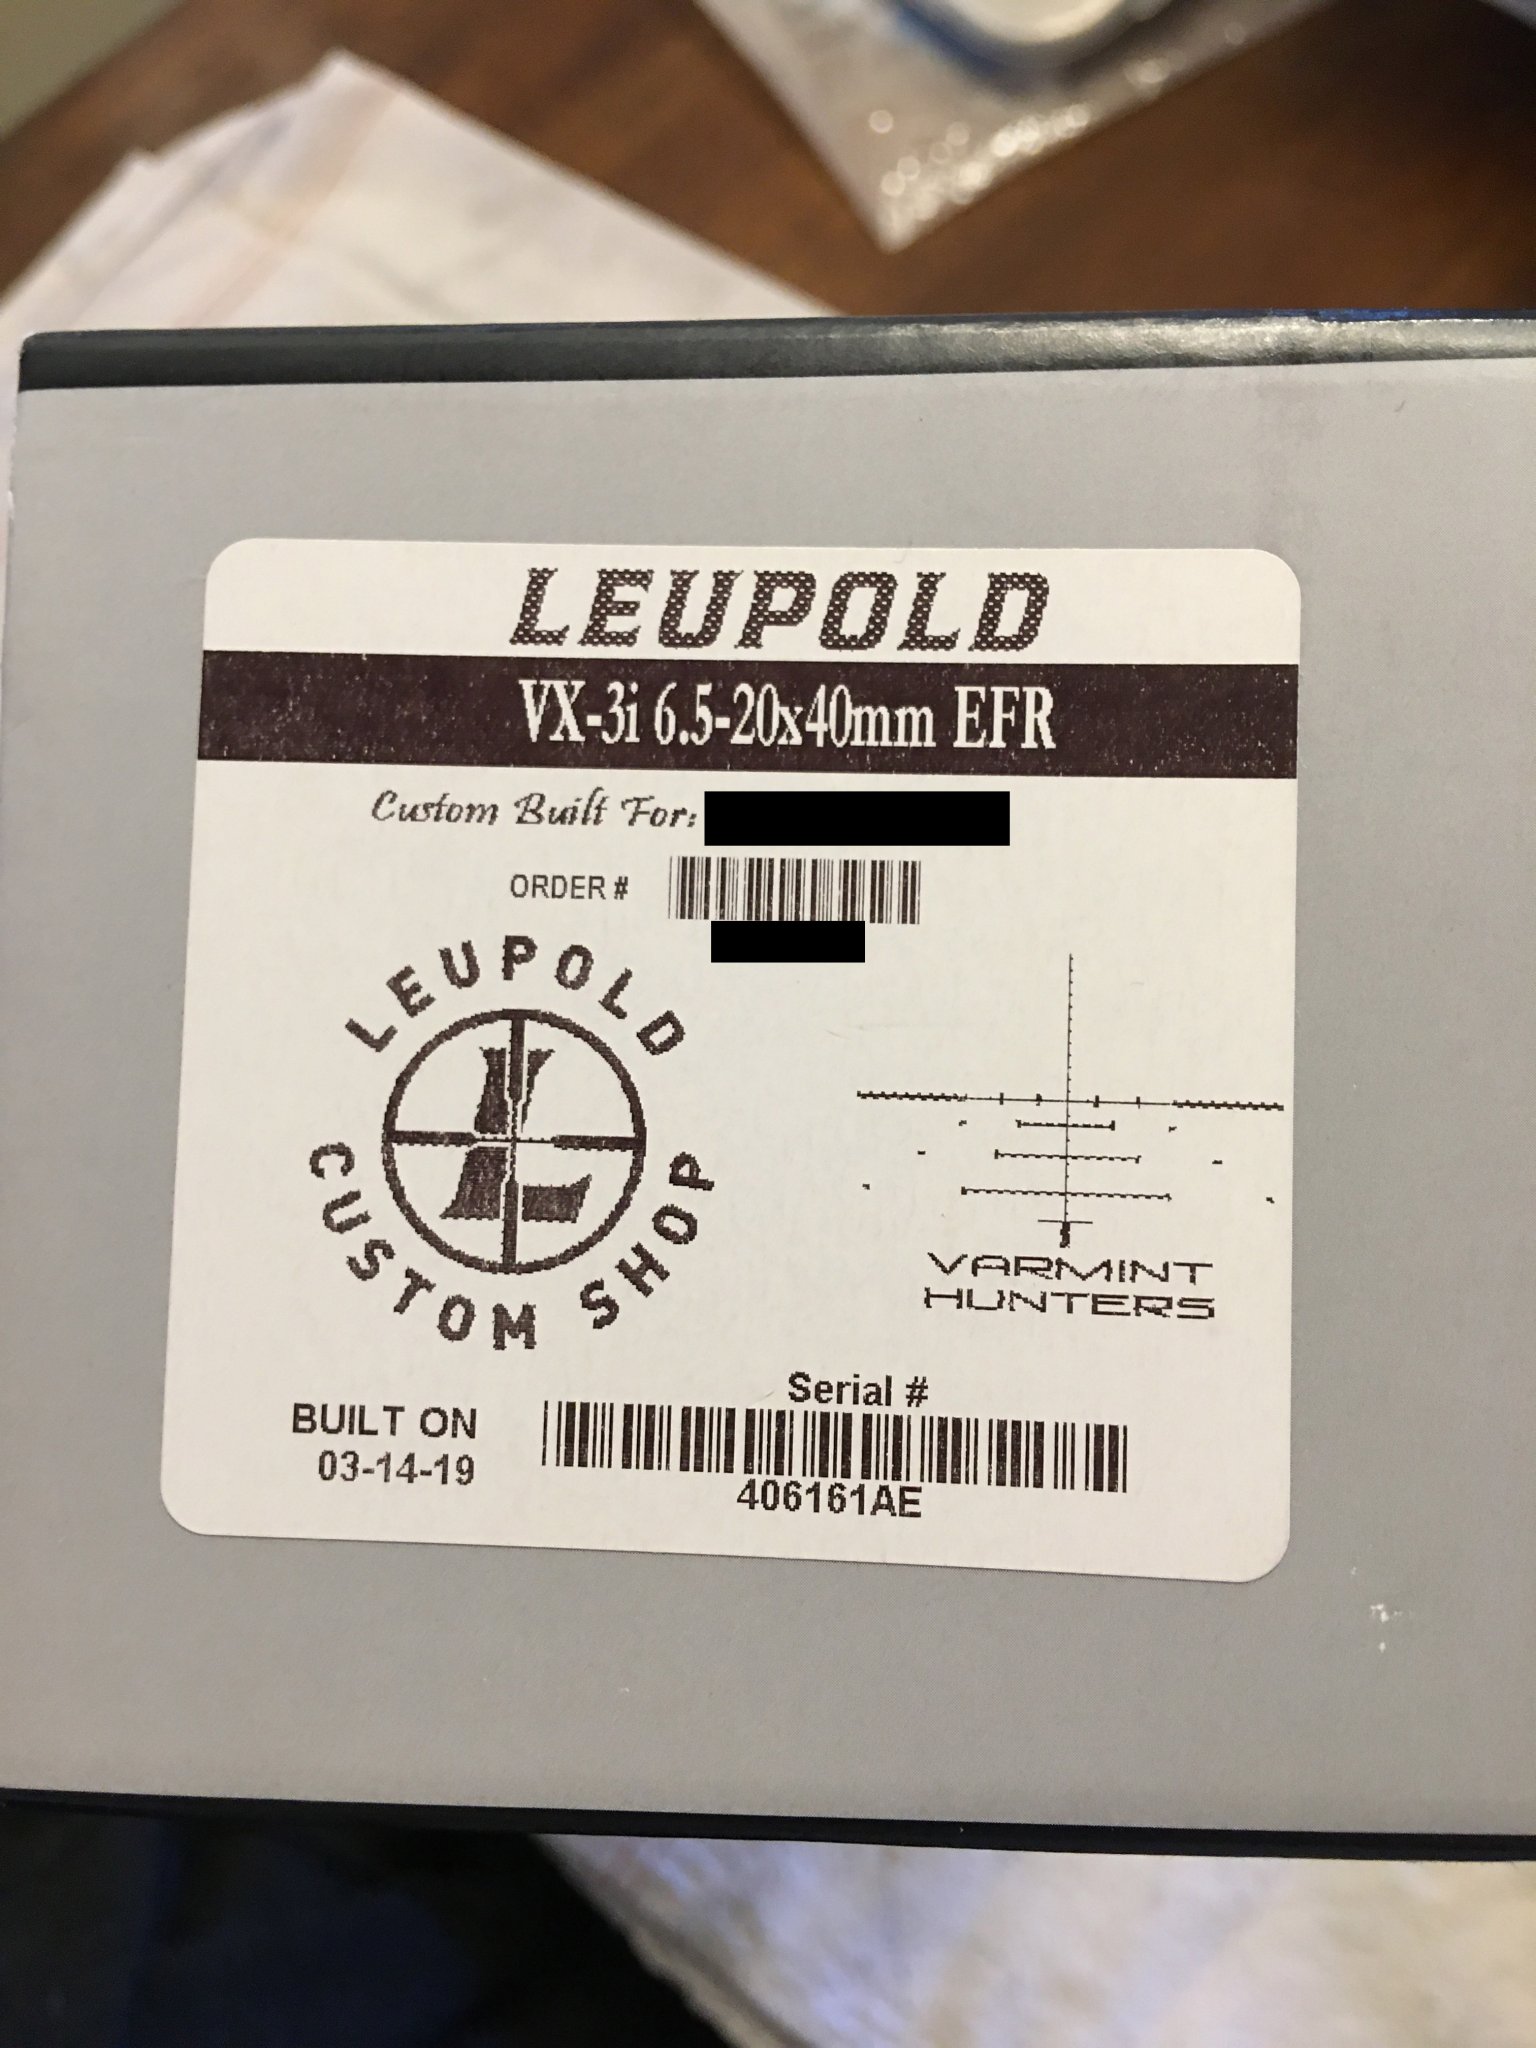 LEUPOLD
VX-3i 6.5-20x40mm EFR
Custom Built For:
ORDER #
LEUPOLD
CUSTOM SHOP
VARMINT
HUNTERS
Serial #
BUILT ON
03-14-19
406161AE